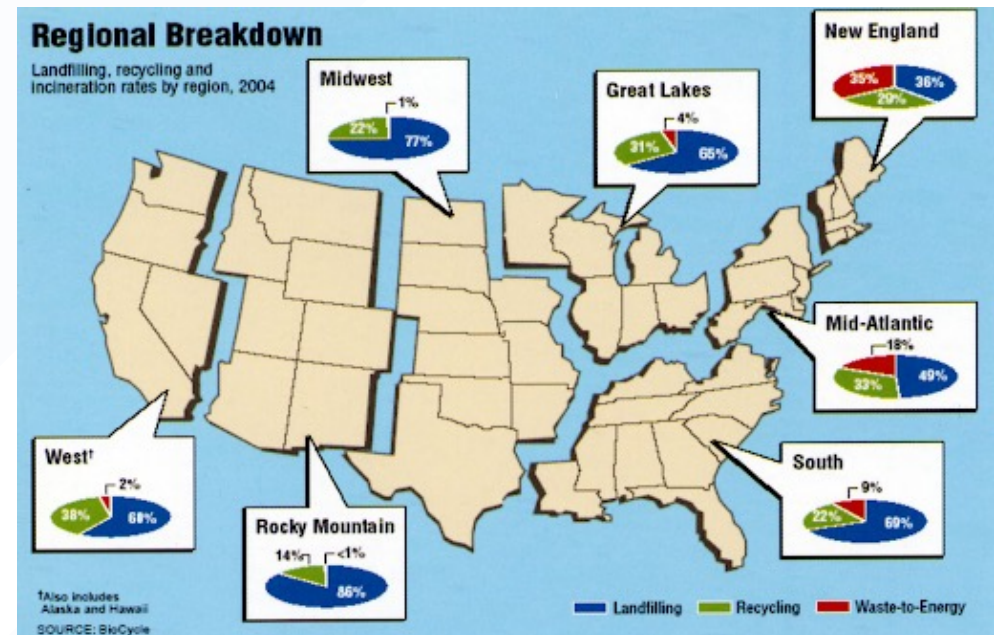 Regional Breakdown
Landfilling, recycling and
incineration rates by region, 2004
Midwest
1%
22%
77%
Great Lakes
4%
31%
65%
New England
35%
36%
29%
Mid-Atlantic
18%
33%
49%
West†
2%
38%
60%
Rocky Mountain
14%
<1%
86%
South
9%
22%
69%
†Also includes
Alaska and Hawaii
SOURCE: BioCycle
Landfilling
Recycling
Waste-to-Energy